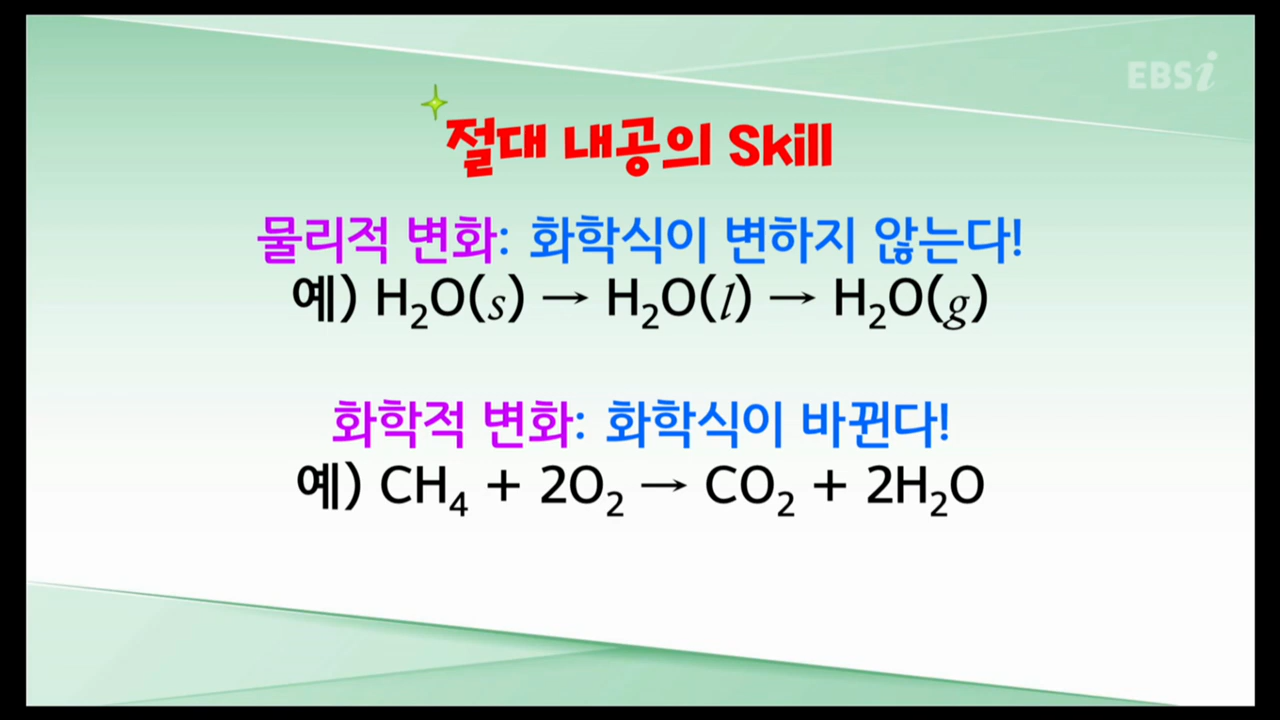 EBSi
절대 내공의 Skill
물리적 변화: 화학식이 변하지 않는다!
예) H₂O(s) → H₂O(l) → H₂O(g)
화학적 변화: 화학식이 바뀐다!
예) CH₄ + 2O₂ → CO₂ + 2H₂O